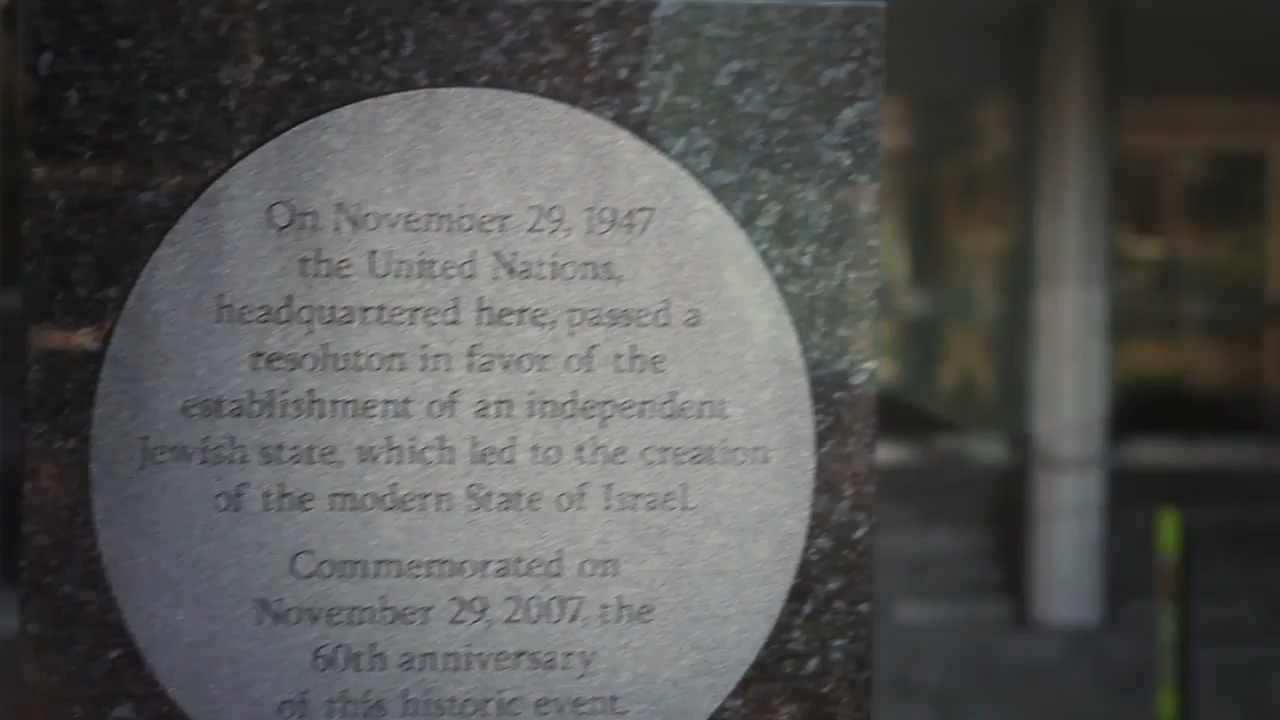 On November 29, 1947
the United Nations,
headquartered here, passed a
resoluton in favor of the
establishment of an independent
Jewish state, which led to the creation
of the modern State of Israel.
Commemorated on
November 29, 2007, the
60th anniversary
of this historic event.